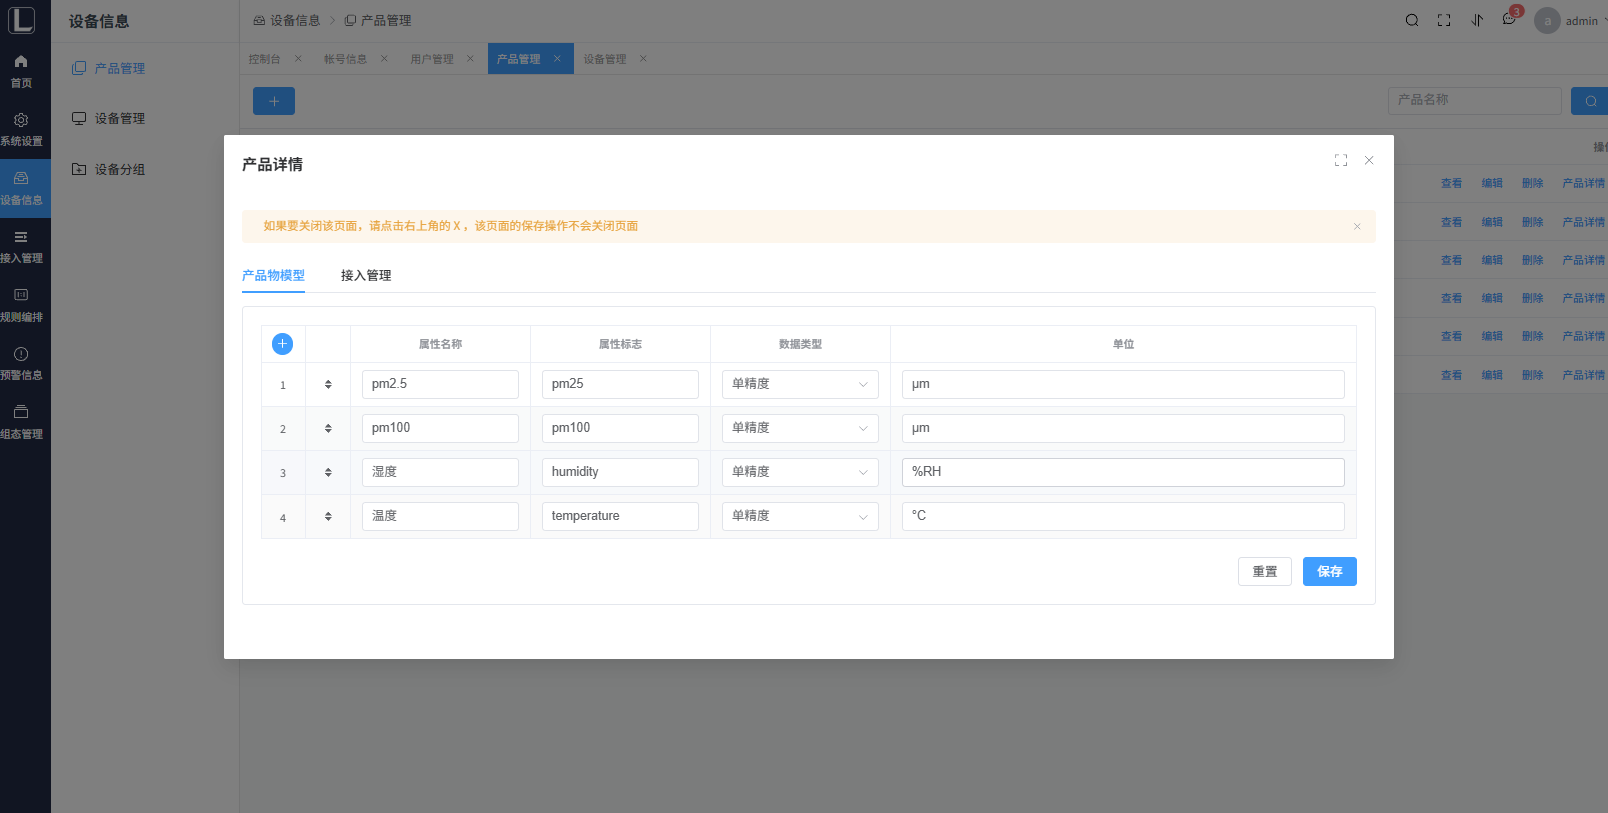 设备信息
设备信息
产品管理
3
a
admin
首页
系统设置
设备信息
接入管理
规则编排
预警信息
组态管理
产品管理
设备管理
设备分组
控制台
帐号信息
用户管理
产品管理
设备管理
产品名称
查看 编辑 删除 产品详情
查看 编辑 删除 产品详情
查看 编辑 删除 产品详情
查看 编辑 删除 产品详情
查看 编辑 删除 产品详情
查看 编辑 删除 产品详情
产品详情
如果要关闭该页面，请点击右上角的 X ，该页面的保存操作不会关闭页面
产品物模型
接入管理
属性名称 属性标志 数据类型 单位
1 pm2.5 pm25 单精度 μm
2 pm100 pm100 单精度 μm
3 湿度 humidity 单精度 %RH
4 温度 temperature 单精度 °C
重置
保存